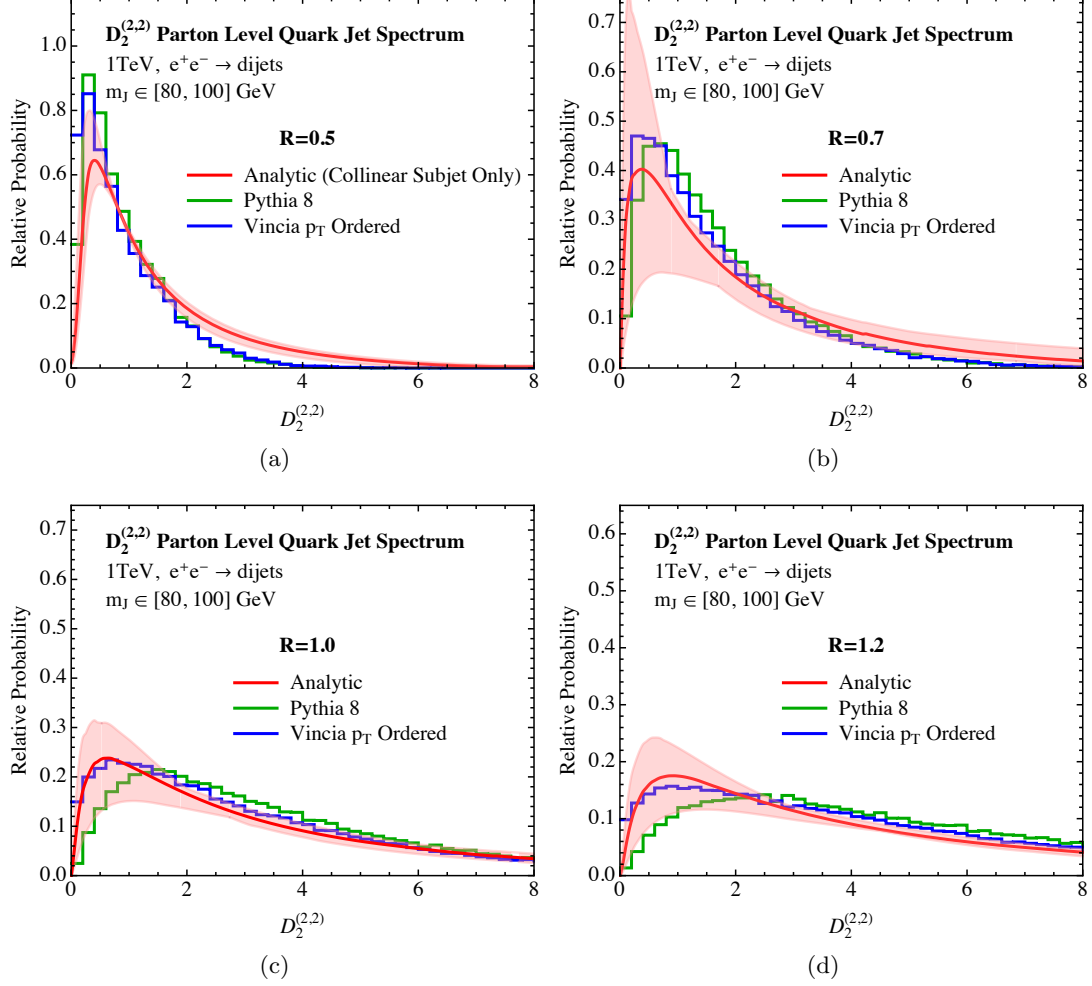 D₂^(2,2) Parton Level Quark Jet Spectrum
1TeV, e⁺e⁻ → dijets
m_J ∈ [80, 100] GeV
R=0.5
Analytic (Collinear Subjet Only)
Pythia 8
Vincia p_T Ordered
Relative Probability
1.0
0.8
0.6
0.4
0.2
0.0
0 2 4 6 8
D₂^(2,2)
(a)
D₂^(2,2) Parton Level Quark Jet Spectrum
1TeV, e⁺e⁻ → dijets
m_J ∈ [80, 100] GeV
R=0.7
Analytic
Pythia 8
Vincia p_T Ordered
Relative Probability
0.7
0.6
0.5
0.4
0.3
0.2
0.1
0.0
0 2 4 6 8
D₂^(2,2)
(b)
D₂^(2,2) Parton Level Quark Jet Spectrum
1TeV, e⁺e⁻ → dijets
m_J ∈ [80, 100] GeV
R=1.0
Analytic
Pythia 8
Vincia p_T Ordered
Relative Probability
0.7
0.6
0.5
0.4
0.3
0.2
0.1
0.0
0 2 4 6 8
D₂^(2,2)
(c)
D₂^(2,2) Parton Level Quark Jet Spectrum
1TeV, e⁺e⁻ → dijets
m_J ∈ [80, 100] GeV
R=1.2
Analytic
Pythia 8
Vincia p_T Ordered
Relative Probability
0.6
0.5
0.4
0.3
0.2
0.1
0.0
0 2 4 6 8
D₂^(2,2)
(d)